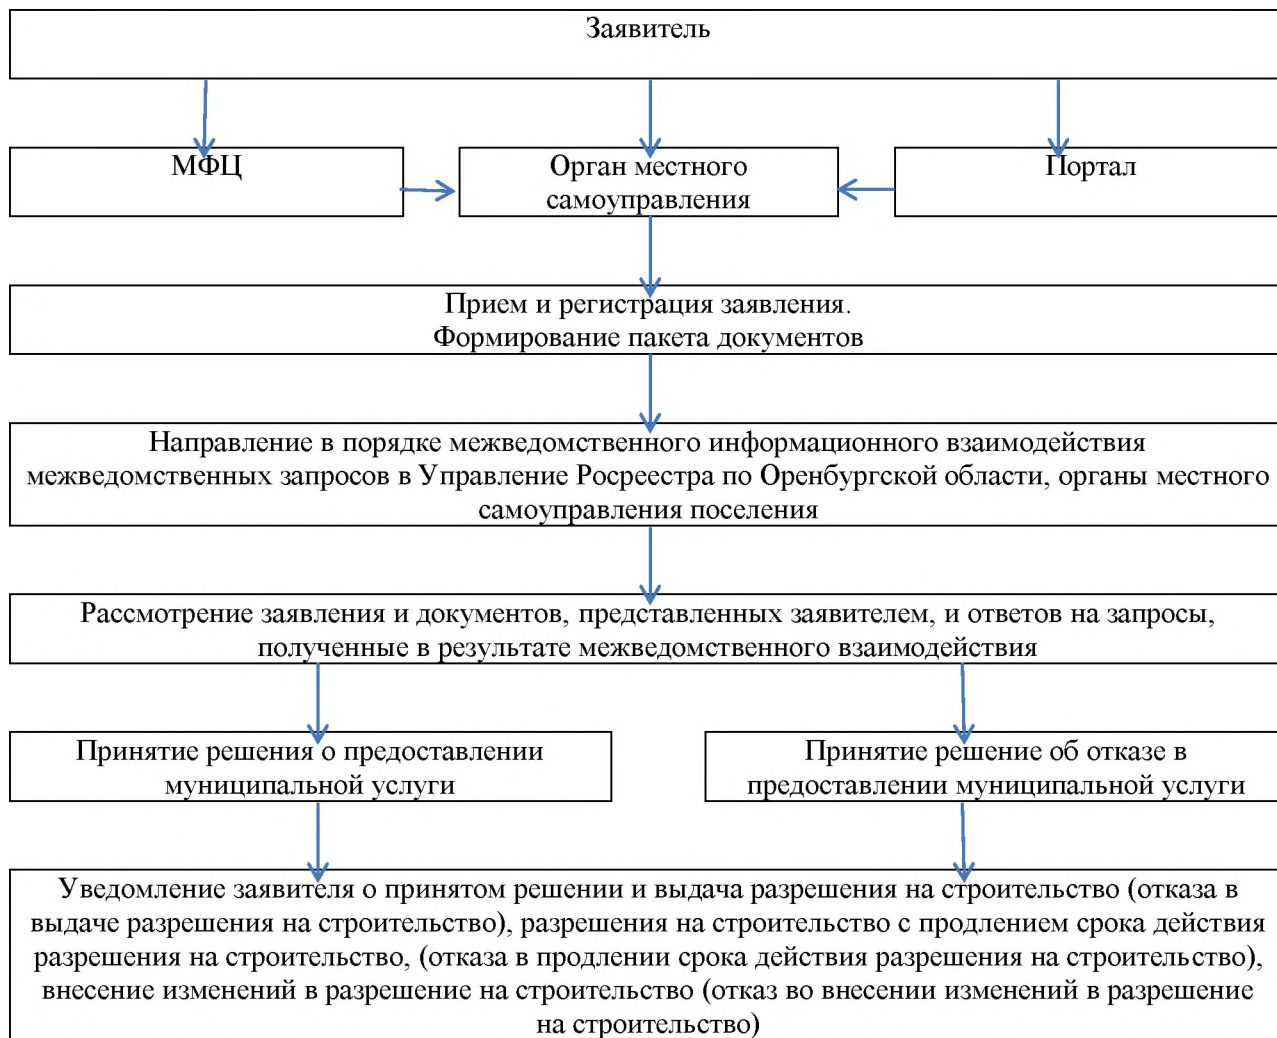 Заявитель
МФЦ
Орган местного
самоуправления
Портал
Прием и регистрация заявления.
Формирование пакета документов
Направление в порядке межведомственного информационного взаимодействия
межведомственных запросов в Управление Росреестра по Оренбургской области, органы местного
самоуправления поселения
Рассмотрение заявления и документов, представленных заявителем, и ответов на запросы,
полученные в результате межведомственного взаимодействия
Принятие решения о предоставлении
муниципальной услуги
Принятие решение об отказе в
предоставлении муниципальной услуги
Уведомление заявителя о принятом решении и выдача разрешения на строительство (отказа в
выдаче разрешения на строительство), разрешения на строительство с продлением срока действия
разрешения на строительство, (отказа в продлении срока действия разрешения на строительство),
внесение изменений в разрешение на строительство (отказ во внесении изменений в разрешение
на строительство)